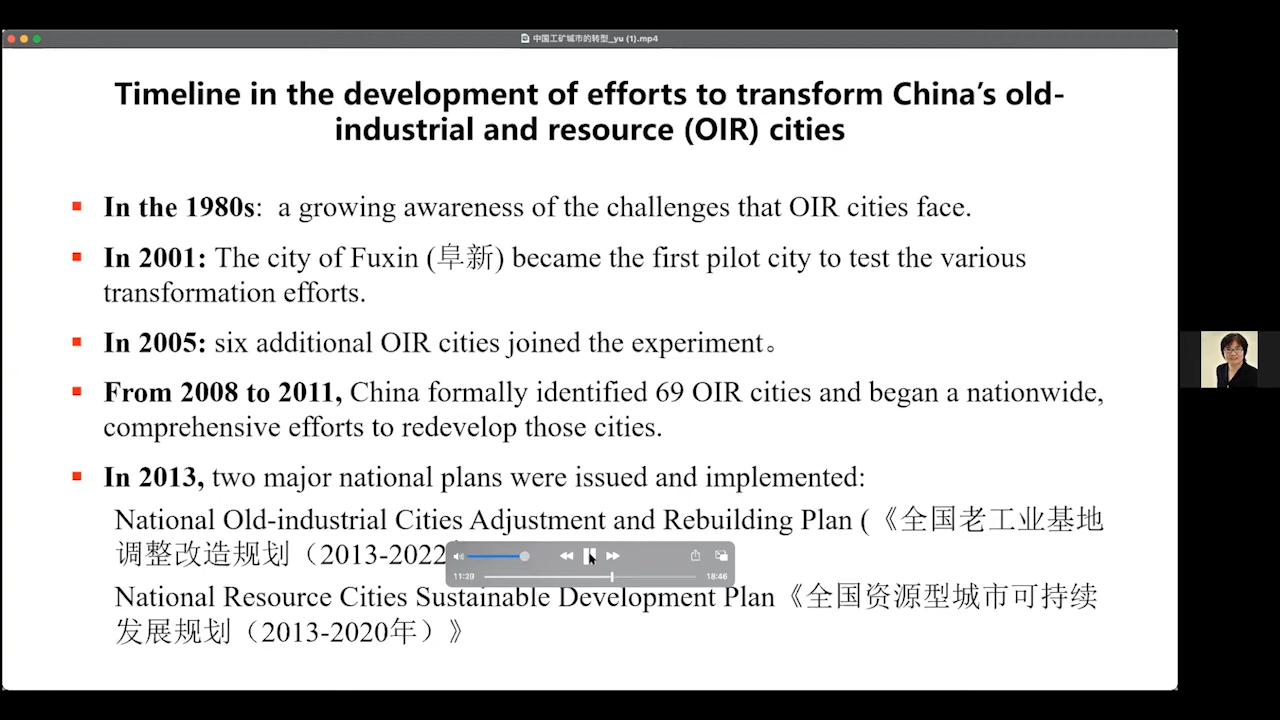 中国工矿城市的转型_yu (1).mp4
Timeline in the development of efforts to transform China’s old-
industrial and resource (OIR) cities
In the 1980s:  a growing awareness of the challenges that OIR cities face.
In 2001: The city of Fuxin (阜新) became the first pilot city to test the various
transformation efforts.
In 2005: six additional OIR cities joined the experiment。
From 2008 to 2011, China formally identified 69 OIR cities and began a nationwide,
comprehensive efforts to redevelop those cities.
In 2013, two major national plans were issued and implemented:
National Old-industrial Cities Adjustment and Rebuilding Plan (《全国老工业基地
调整改造规划（2013-2022
11:29
18:46
National Resource Cities Sustainable Development Plan《全国资源型城市可持续
发展规划（2013-2020年）》